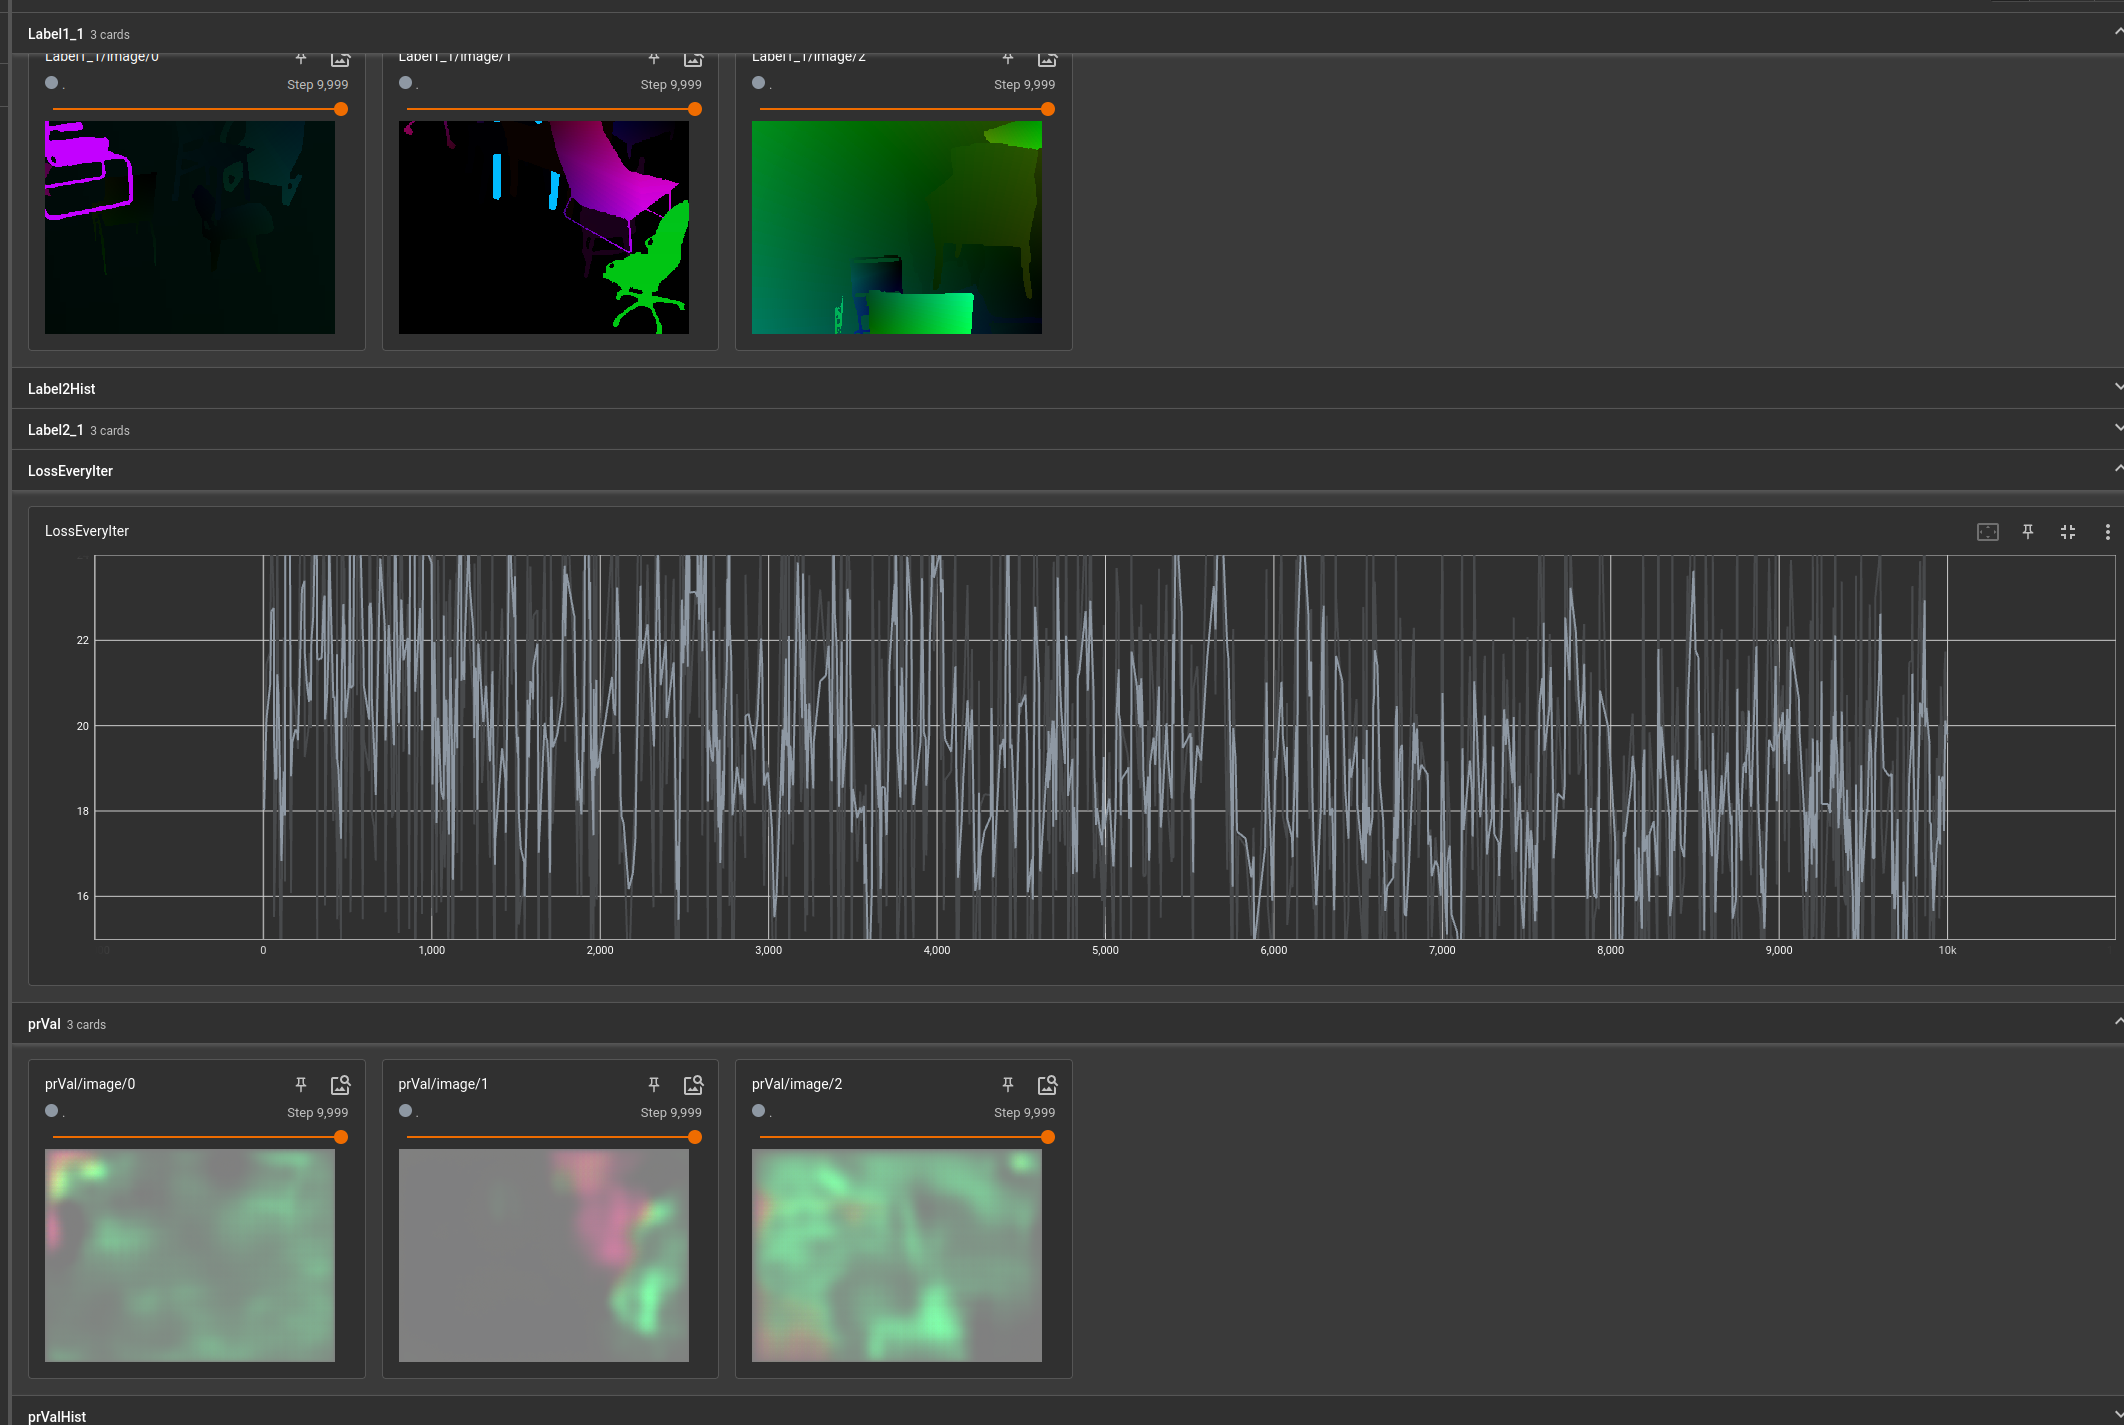 Label1_1 3 cards
Label1_1/image/0
Label1_1/image/1
Label1_1/image/2
. Step 9,999
. Step 9,999
. Step 9,999
Label2Hist
Label2_1 3 cards
LossEveryIter
LossEveryIter
22
20
18
16
0 1,000 2,000 3,000 4,000 5,000 6,000 7,000 8,000 9,000 10k
prVal 3 cards
prVal/image/0
prVal/image/1
prVal/image/2
. Step 9,999
. Step 9,999
. Step 9,999
prValHist